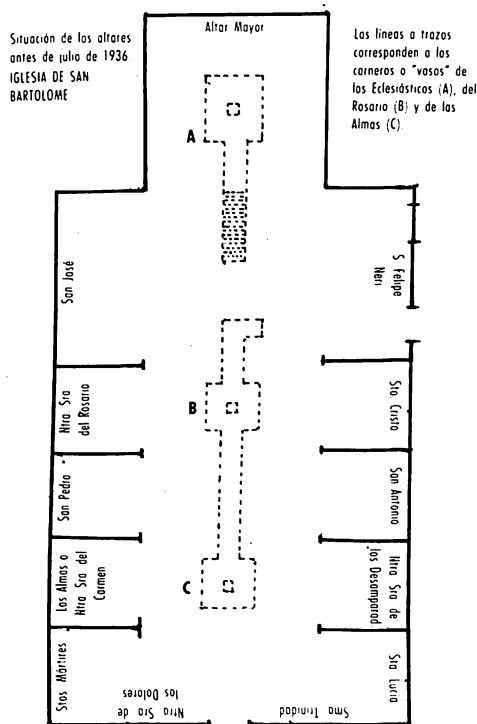 Situación de los altares
antes de julio de 1936
IGLESIA DE SAN
BARTOLOME
Altar Mayor
Las líneas a trazos
corresponden a los
carneros o "vasos" de
los Eclesiásticos (A), del
Rosario (B) y de las
Almas (C).
A
San José
S. Felipe
Neri
Ntra Sra
del Rosario
B
Sto. Cristo
San Pedro
San Antonio
Las Almas o
Ntra Sra del
Carmen
C
Ntra Sra de
los Desamparad
Stos Mártires
Sta Lucía
Ntra Sra de
los Dolores
Sma Trinidad